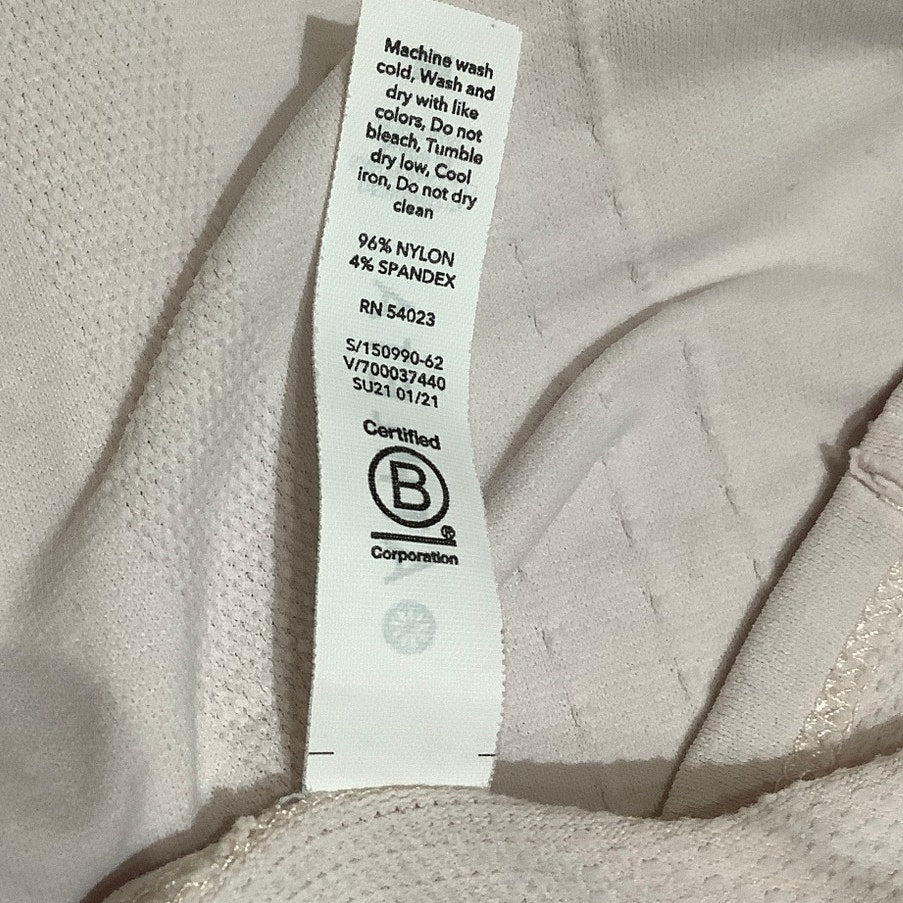 Machine wash
cold, Wash and
dry with like
colors, Do not
bleach, Tumble
dry low, Cool
iron, Do not dry
clean
96% NYLON
4% SPANDEX
RN 54023
S/150990-62
V/700037440
SU21 01/21
Certified
B
®
Corporation